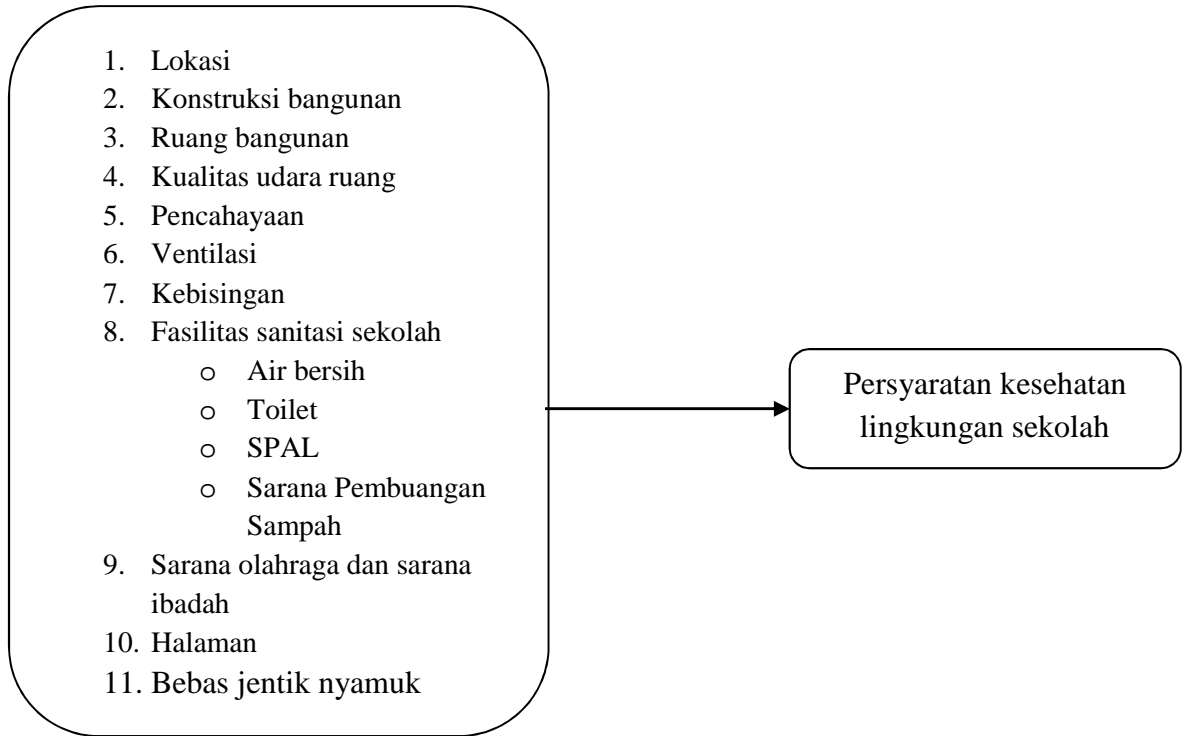 1. Lokasi
2. Konstruksi bangunan
3. Ruang bangunan
4. Kualitas udara ruang
5. Pencahayaan
6. Ventilasi
7. Kebisingan
8. Fasilitas sanitasi sekolah
o Air bersih
o Toilet
o SPAL
o Sarana Pembuangan
Sampah
9. Sarana olahraga dan sarana
ibadah
10. Halaman
11. Bebas jentik nyamuk
Persyaratan kesehatan
lingkungan sekolah